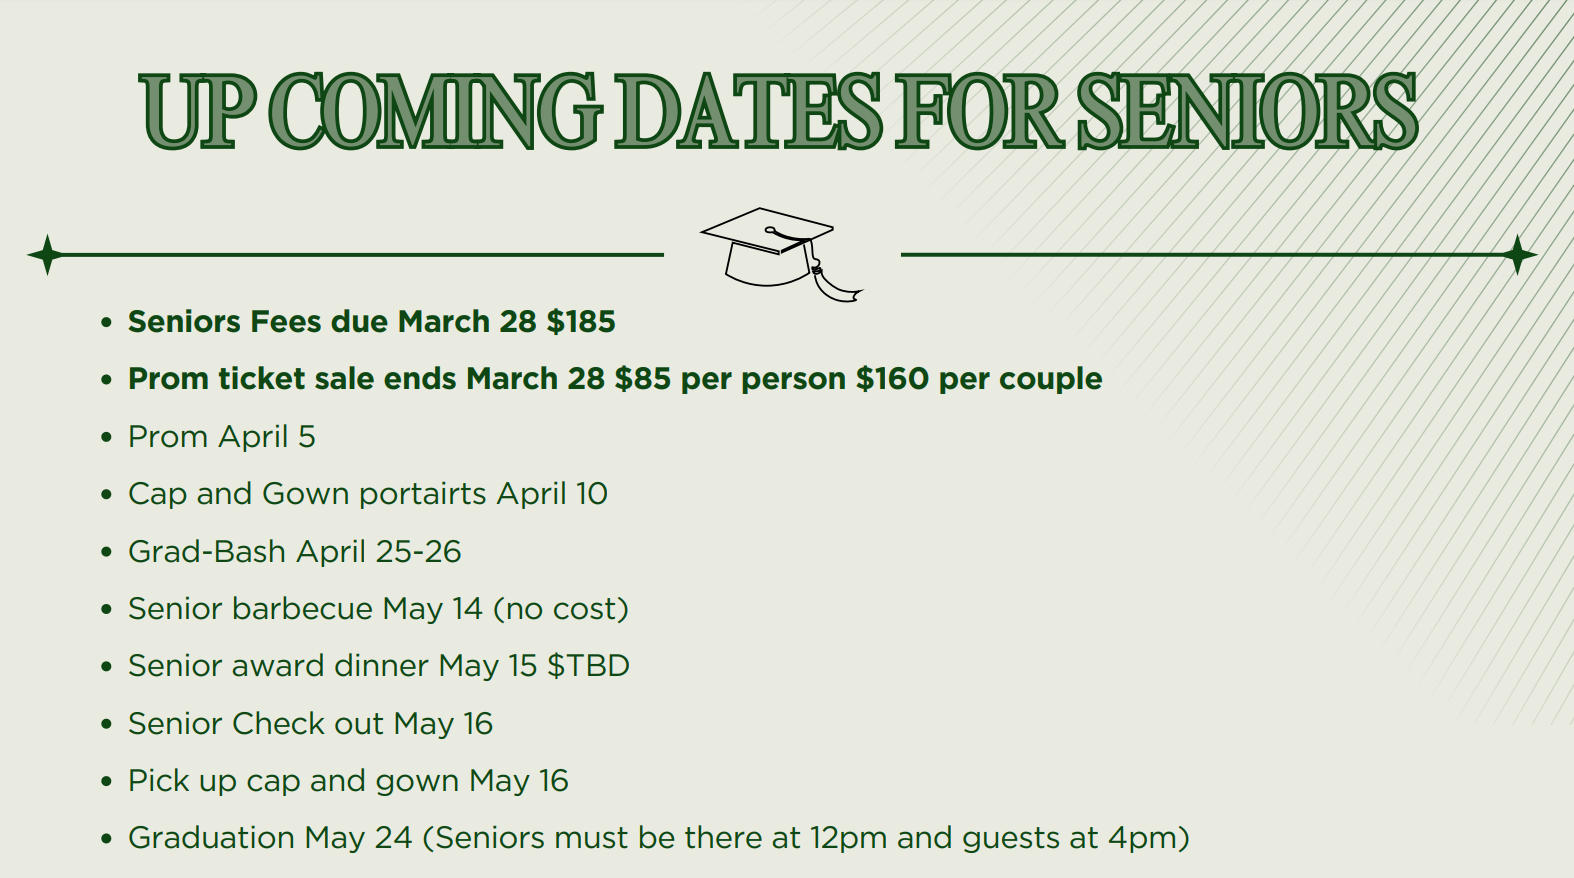 UP COMING DATES FOR SENIORS
• Seniors Fees due March 28 $185
• Prom ticket sale ends March 28 $85 per person $160 per couple
• Prom April 5
• Cap and Gown portairts April 10
• Grad-Bash April 25-26
• Senior barbecue May 14 (no cost)
• Senior award dinner May 15 $TBD
• Senior Check out May 16
• Pick up cap and gown May 16
• Graduation May 24 (Seniors must be there at 12pm and guests at 4pm)